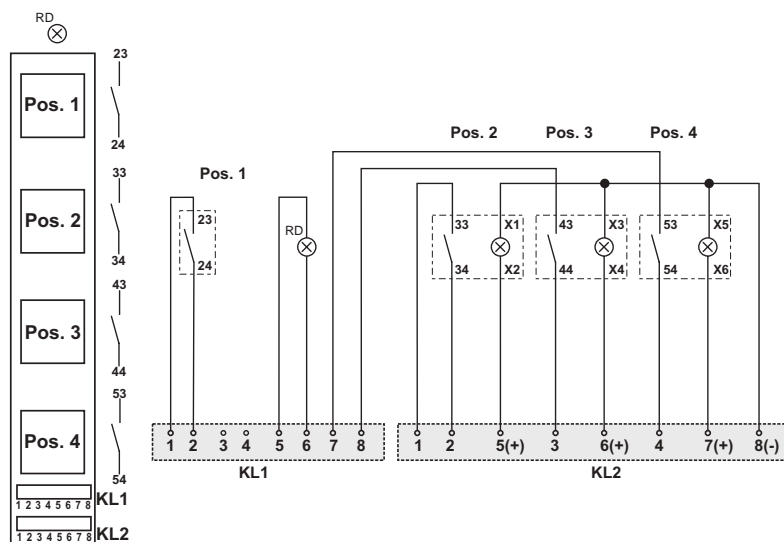 RD
23
Pos. 1
24
33
Pos. 2
34
43
Pos. 3
44
53
Pos. 4
54
1 2 3 4 5 6 7 8 KL1
1 2 3 4 5 6 7 8 KL2
Pos. 1
23
24
RD
1 2 3 4 5 6 7 8
KL1
Pos. 2 Pos. 3 Pos. 4
33 X1 43 X3 53 X5
34 X2 44 X4 54 X6
1 2 5(+) 3 6(+) 4 7(+) 8(-)
KL2